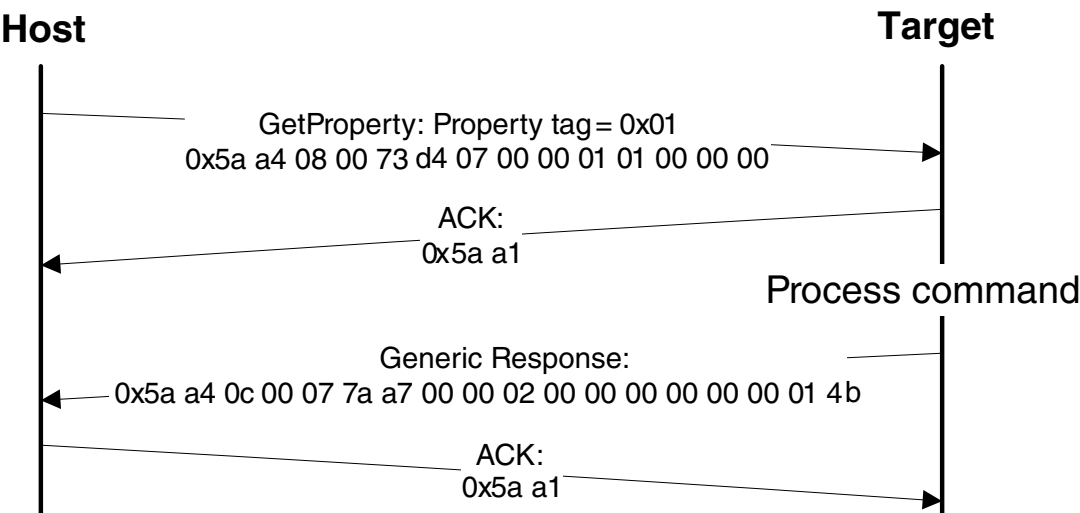 Host
Target
GetProperty: Property tag = 0x01
0x5a a4 08 00 73 d4 07 00 00 01 01 00 00 00
ACK:
0x5a a1
Process command
Generic Response:
0x5a a4 0c 00 07 7a a7 00 00 02 00 00 00 00 00 00 01 4b
ACK:
0x5a a1